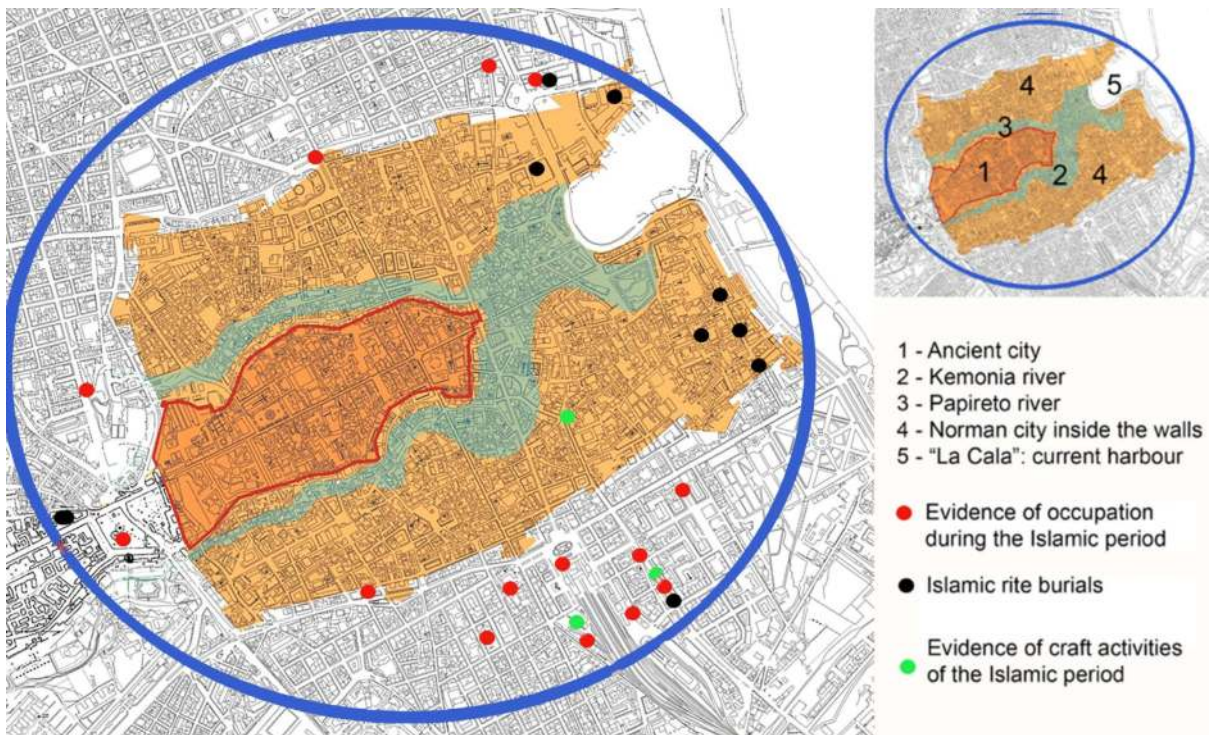 4
5
3
1
2
4
1 - Ancient city
2 - Kemonia river
3 - Papireto river
4 - Norman city inside the walls
5 - “La Cala”: current harbour
Evidence of occupation
during the Islamic period
Islamic rite burials
Evidence of craft activities
of the Islamic period